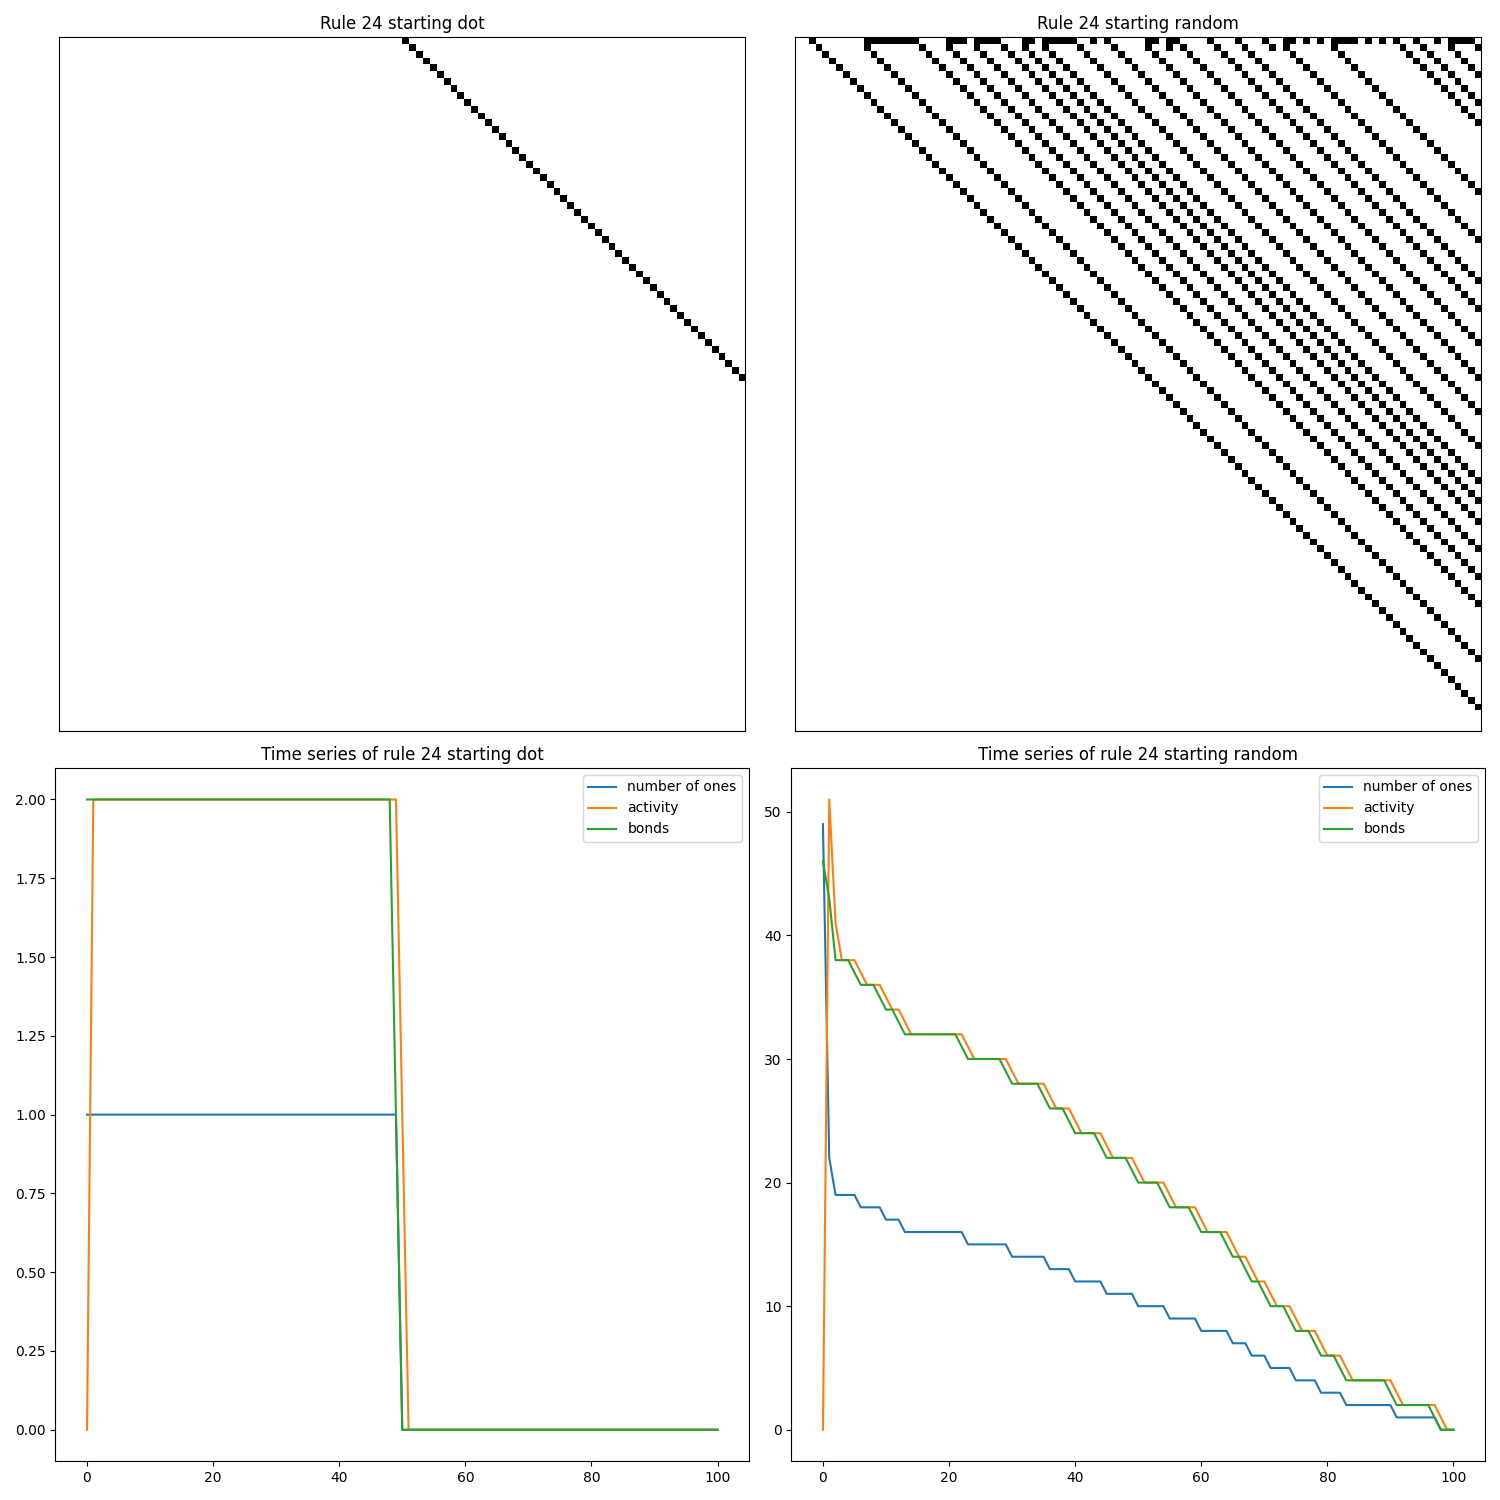 Rule 24 starting dot
Rule 24 starting random
Time series of rule 24 starting dot
2.00
1.75
1.50
1.25
1.00
0.75
0.50
0.25
0.00
0
20
40
60
80
100
number of ones
activity
bonds
Time series of rule 24 starting random
50
40
30
20
10
0
0
20
40
60
80
100
number of ones
activity
bonds